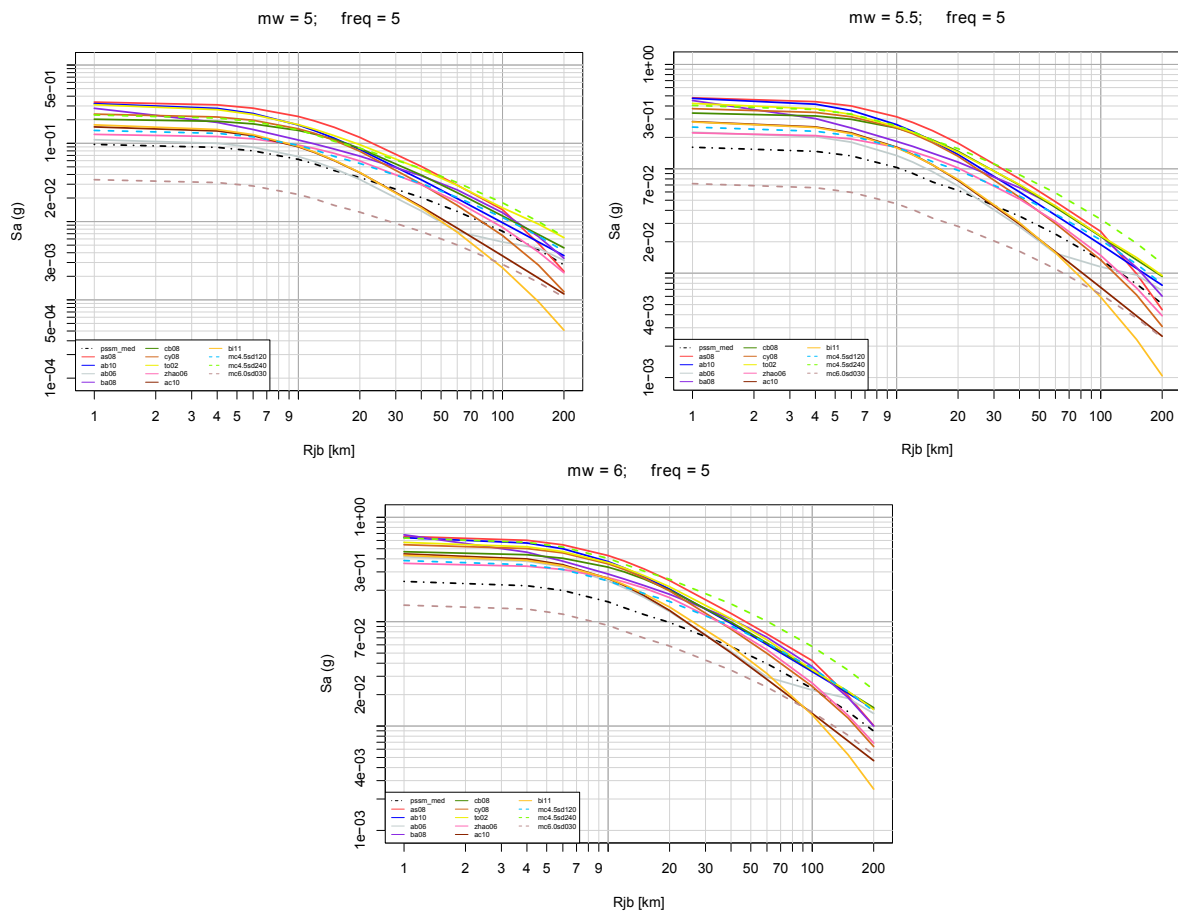 mw = 5; freq = 5
Sa (g)
5e−01
1e−01
2e−02
3e−03
5e−04
1e−04
pssm_med
as08
ab10
ab06
ba08
cb08
cy08
to02
zhao06
ac10
bi11
mc4.5sd120
mc4.5sd240
mc6.0sd030
1 2 3 4 5 7 9 20 30 50 70 100 200
Rjb [km]
mw = 5.5; freq = 5
Sa (g)
1e+00
3e−01
7e−02
2e−02
4e−03
1e−03
pssm_med
as08
ab10
ab06
ba08
cb08
cy08
to02
zhao06
ac10
bi11
mc4.5sd120
mc4.5sd240
mc6.0sd030
1 2 3 4 5 7 9 20 30 50 70 100 200
Rjb [km]
mw = 6; freq = 5
Sa (g)
1e+00
3e−01
7e−02
2e−02
4e−03
1e−03
pssm_med
as08
ab10
ab06
ba08
cb08
cy08
to02
zhao06
ac10
bi11
mc4.5sd120
mc4.5sd240
mc6.0sd030
1 2 3 4 5 7 9 20 30 50 70 100 200
Rjb [km]